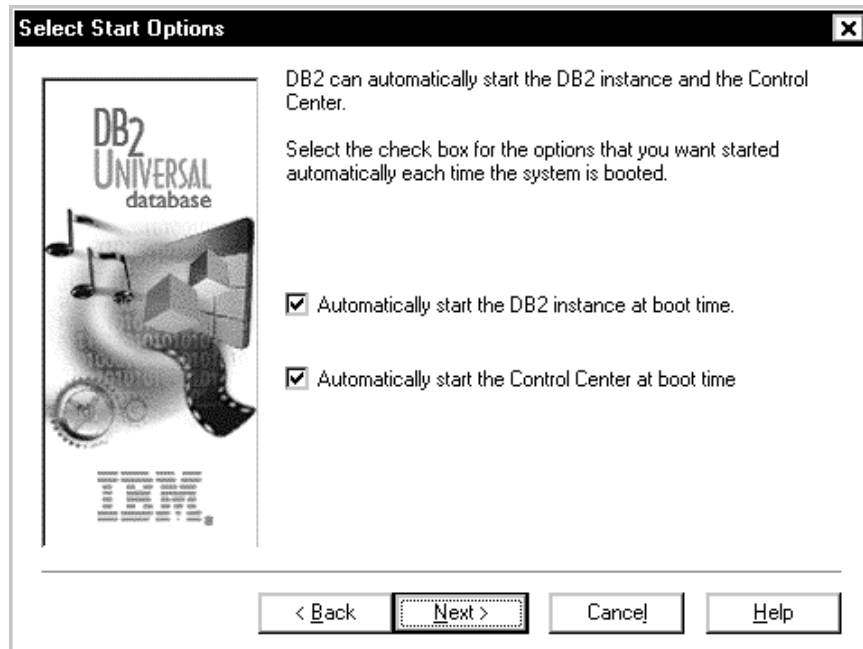 Select Start Options
DB2 can automatically start the DB2 instance and the Control
Center.
Select the check box for the options that you want started
automatically each time the system is booted.
DB2
UNIVERSAL
database
Automatically start the DB2 instance at boot time.
Automatically start the Control Center at boot time
IBM
< Back
Next >
Cancel
Help